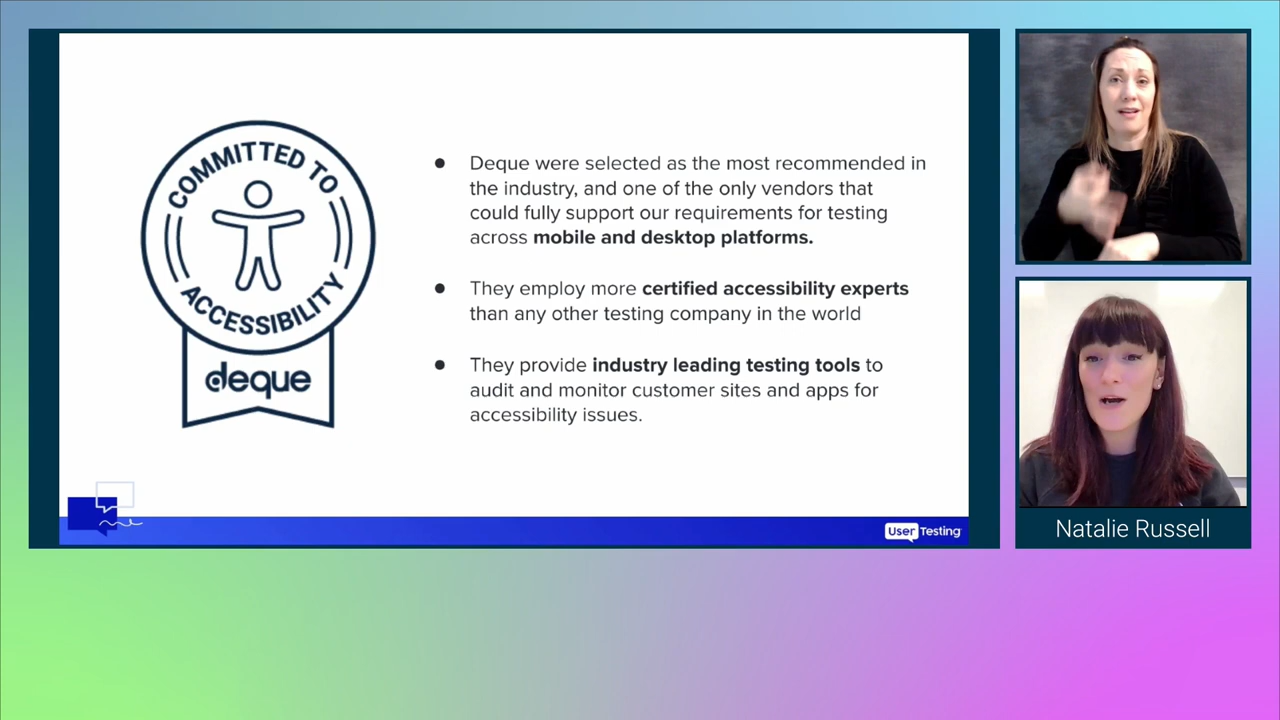 COMMITTED TO
ACCESSIBILITY
deque
● Deque were selected as the most recommended in
the industry, and one of the only vendors that
could fully support our requirements for testing
across mobile and desktop platforms.
● They employ more certified accessibility experts
than any other testing company in the world
● They provide industry leading testing tools to
audit and monitor customer sites and apps for
accessibility issues.
UserTesting
Natalie Russell